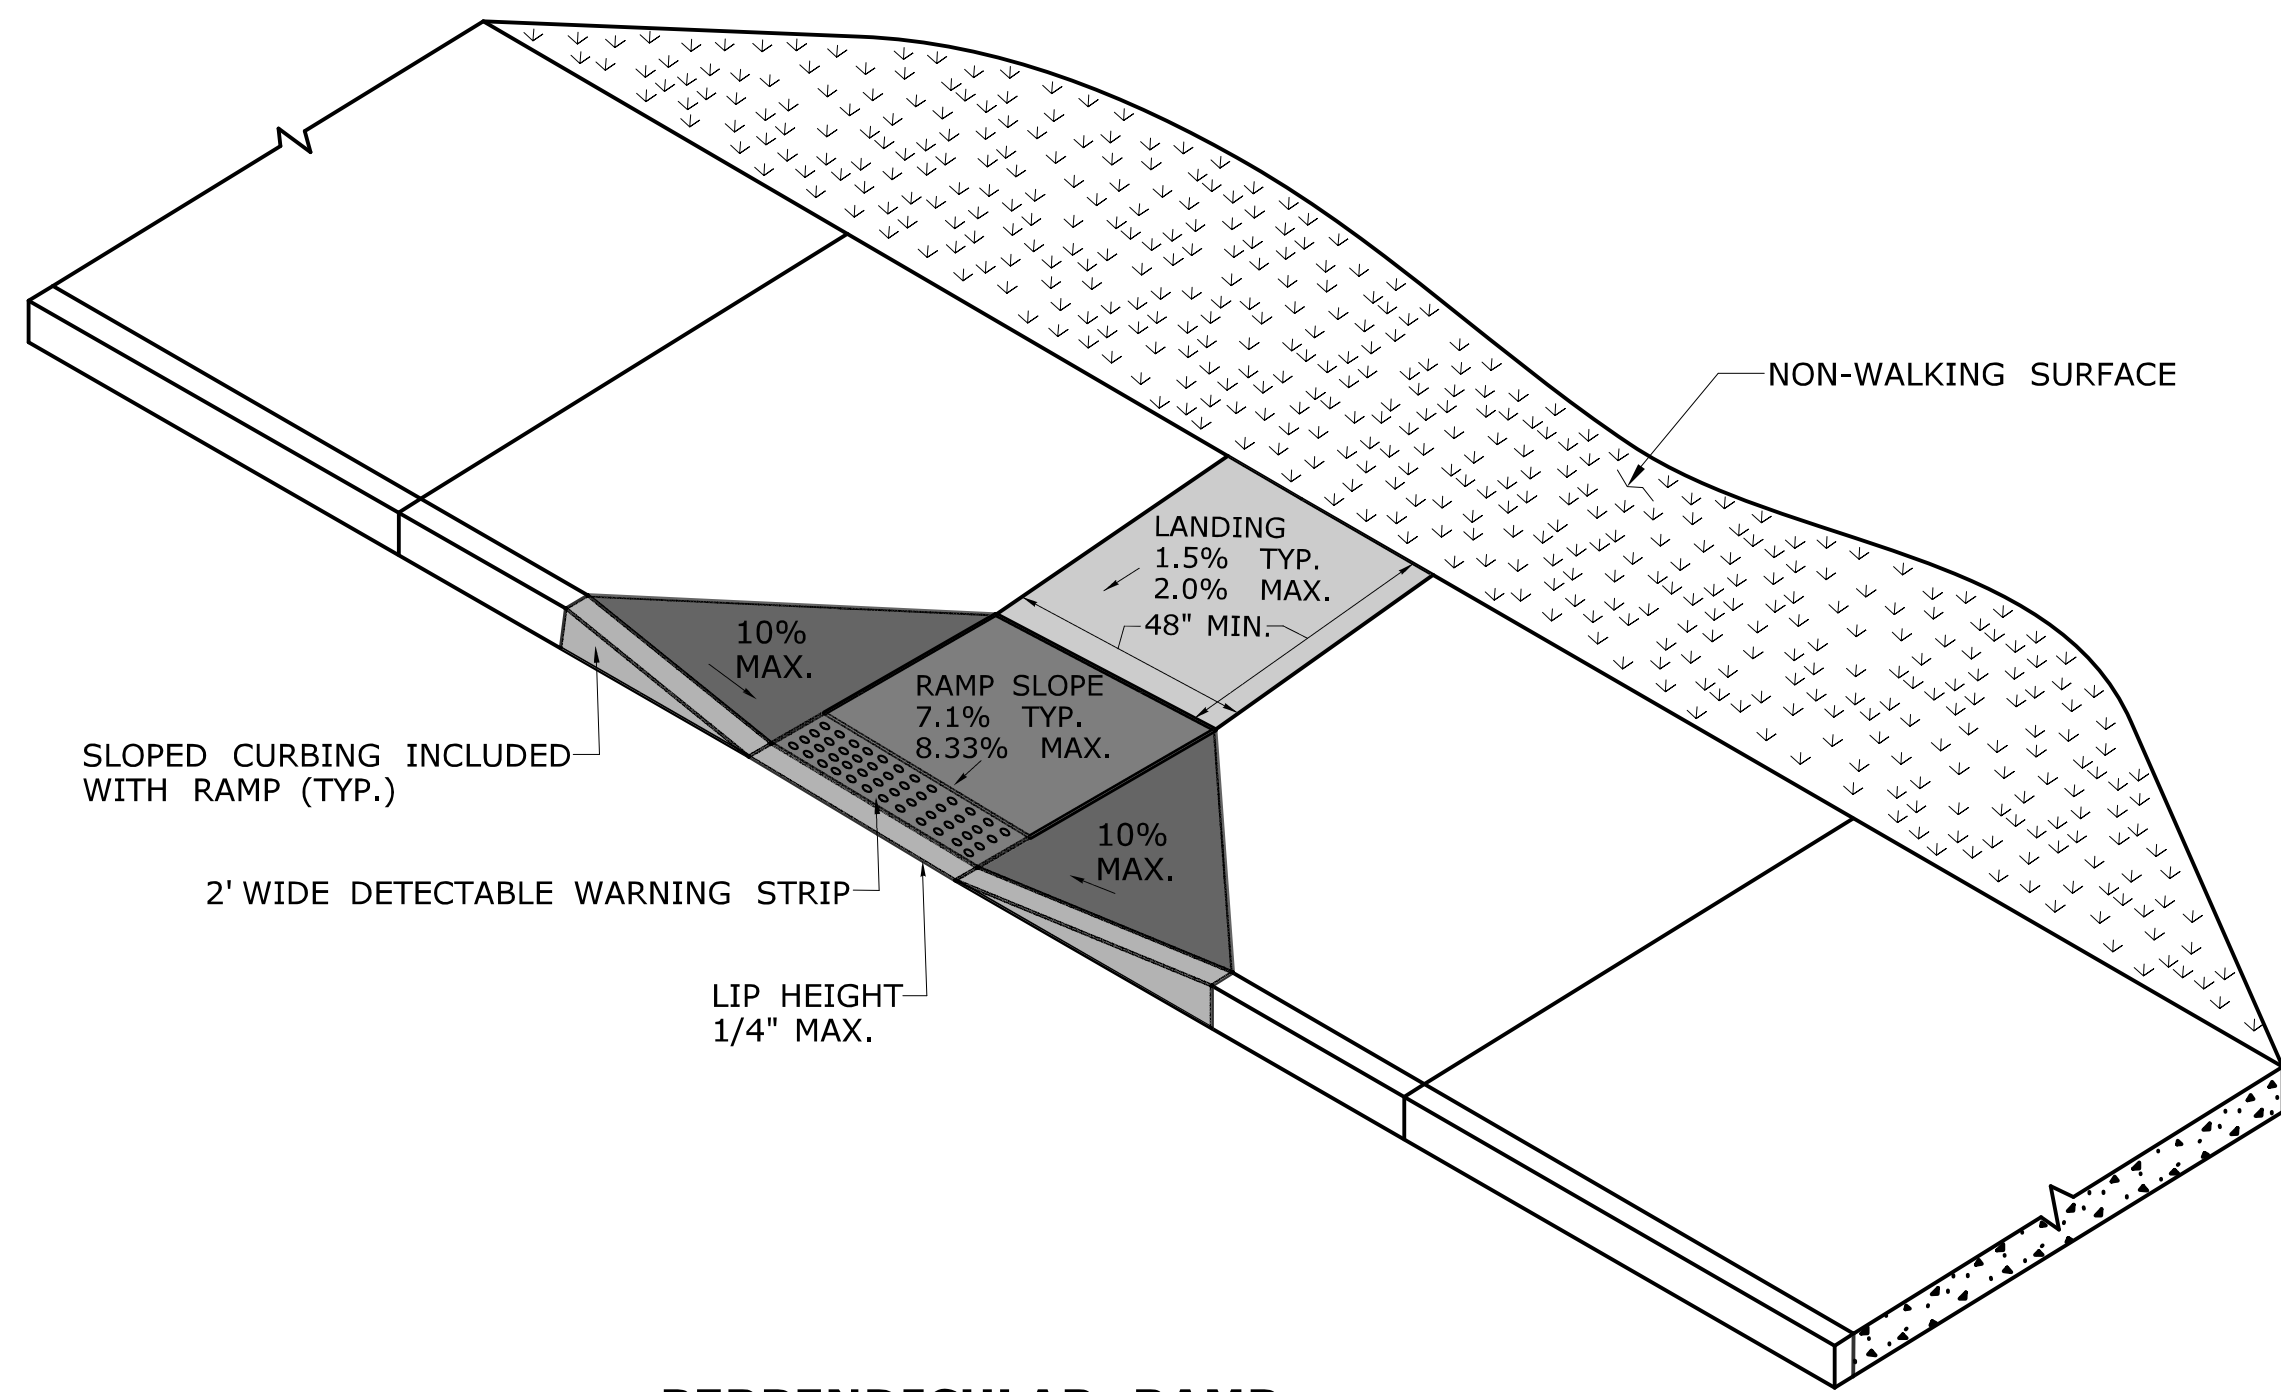 NON-WALKING SURFACE
LANDING
1.5% TYP.
2.0% MAX.
48" MIN.
10%
MAX.
RAMP SLOPE
7.1% TYP.
8.33% MAX.
SLOPED CURBING INCLUDED
WITH RAMP (TYP.)
10%
MAX.
2' WIDE DETECTABLE WARNING STRIP
LIP HEIGHT
1/4" MAX.
PERPENDICULAR RAMP